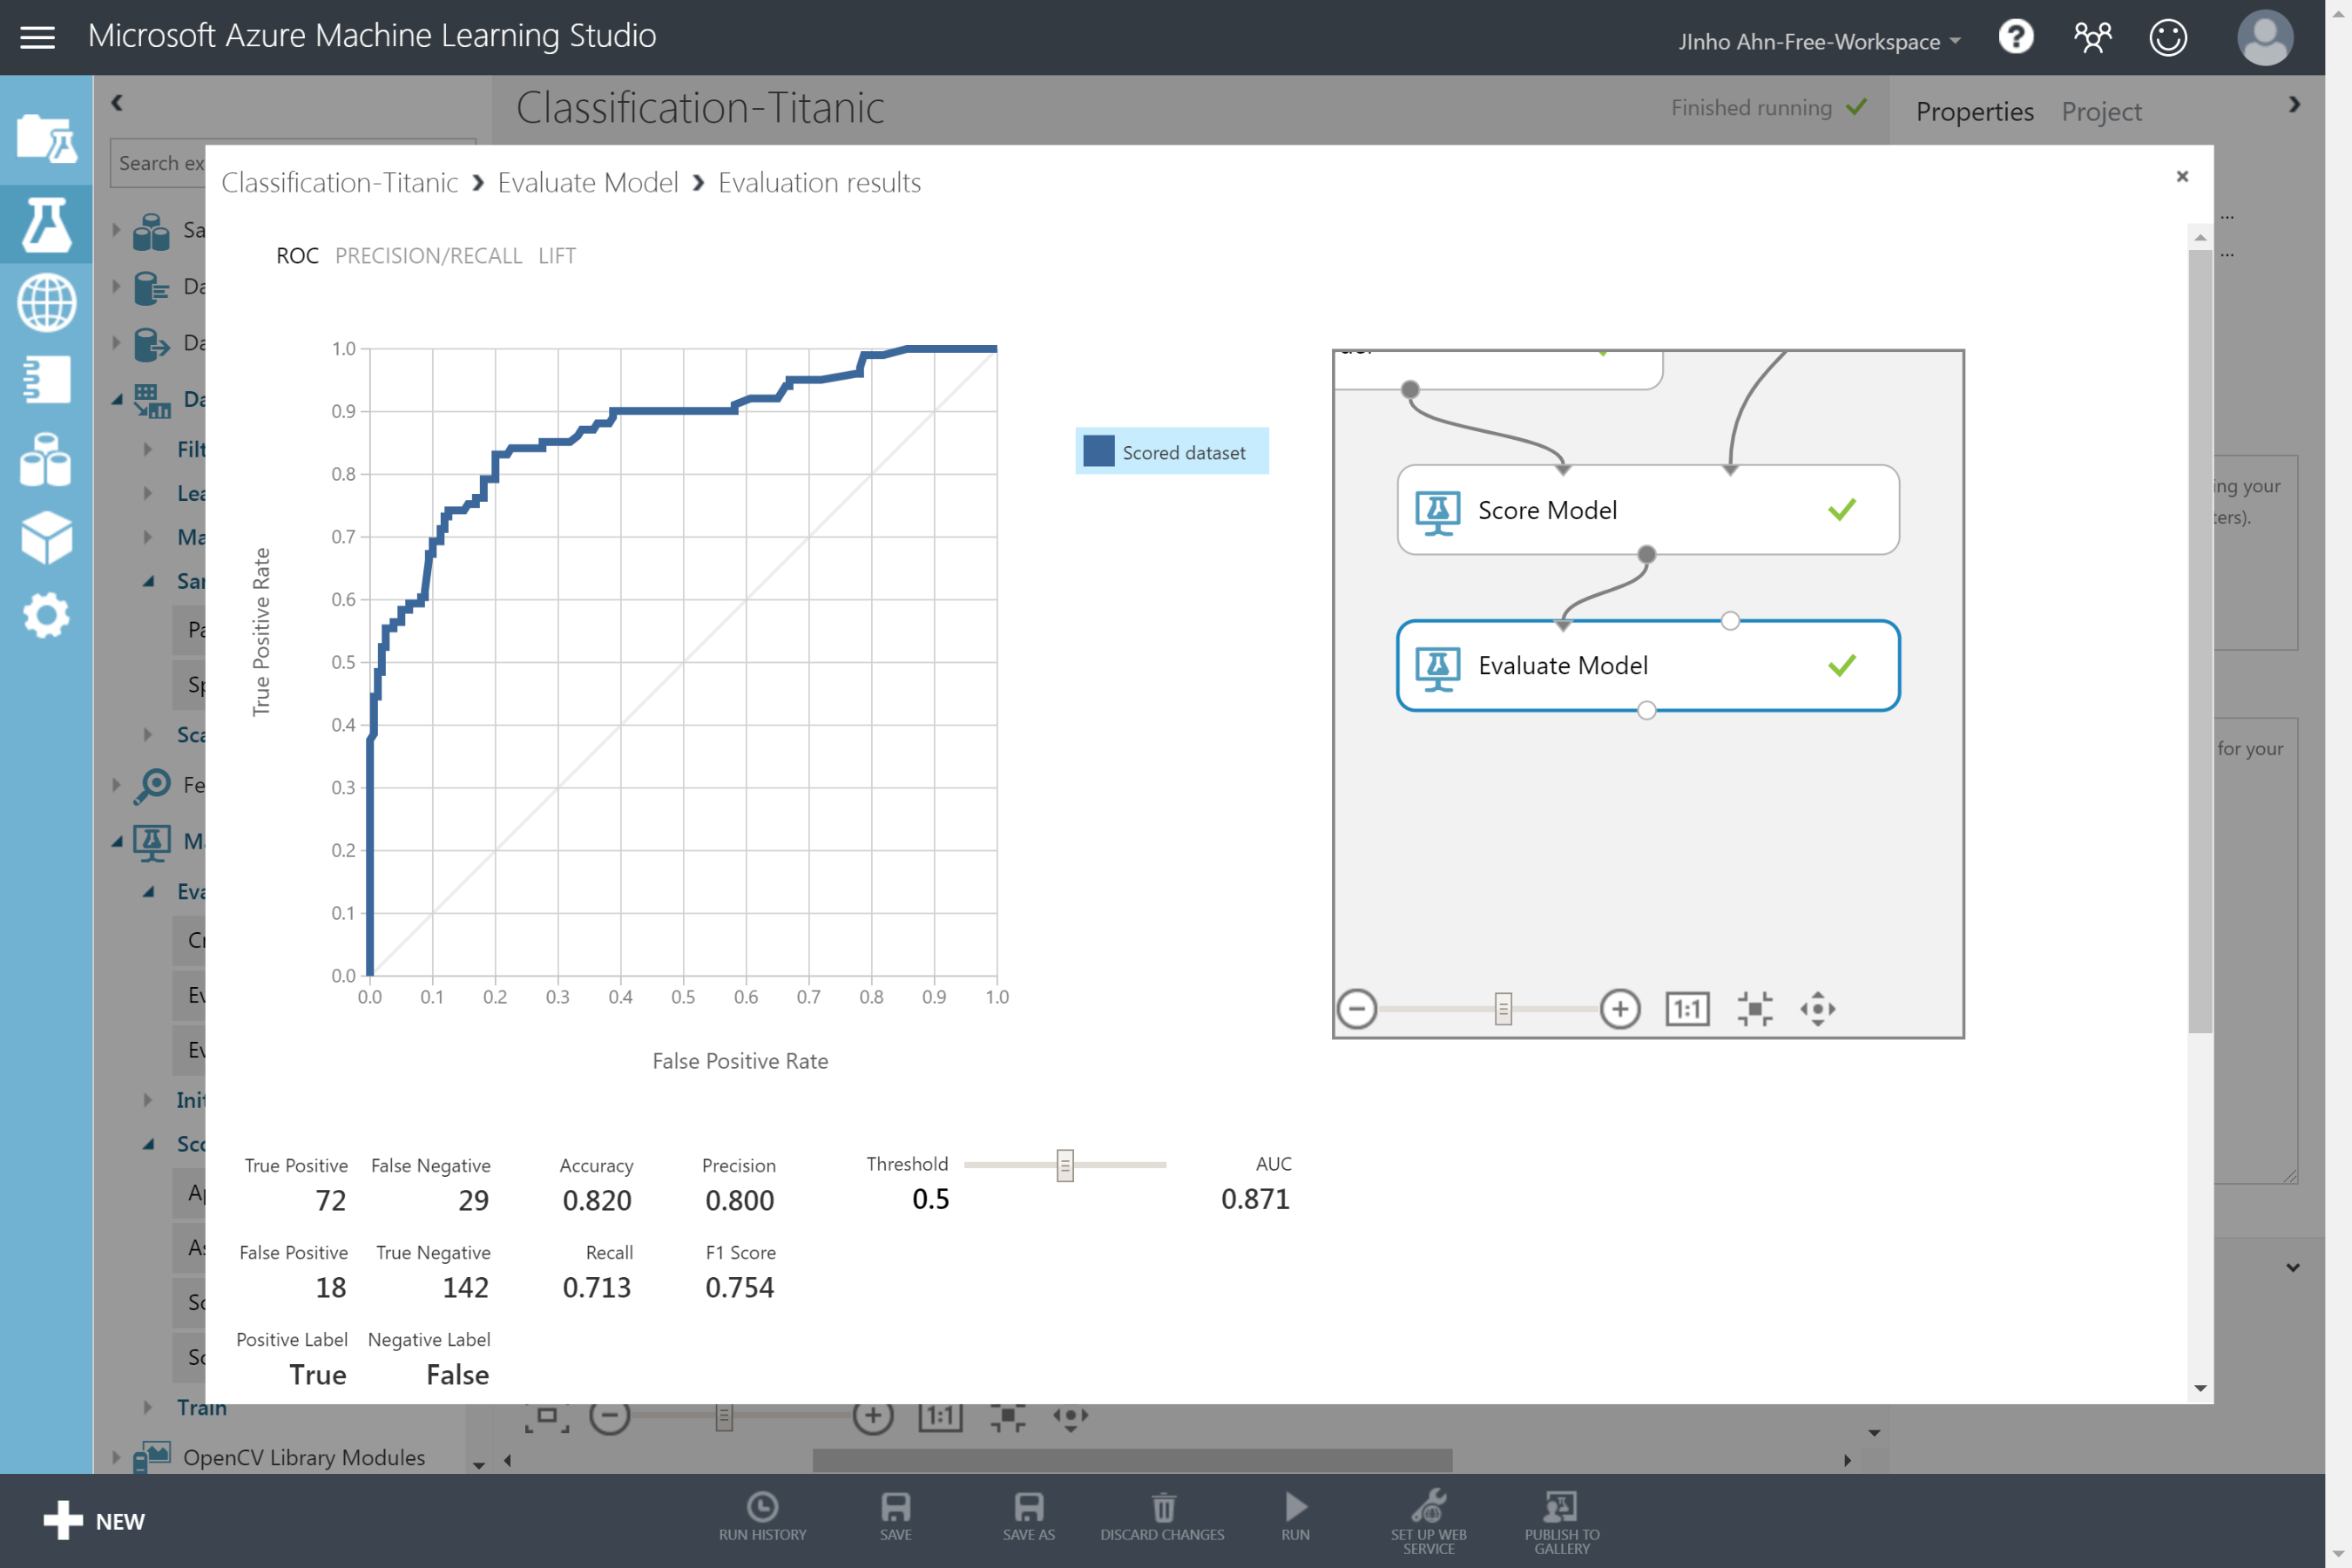 Microsoft Azure Machine Learning Studio
JInho Ahn-Free-Workspace
?
Classification-Titanic
Finished running
Properties Project
Search ex
Classification-Titanic > Evaluate Model > Evaluation results
ROC PRECISION/RECALL LIFT
Sa
Da
Da
Da
Filt
Lea
Ma
Sar
Pa
Sp
Sca
Fe
Ma
Eva
Cr
Ev
Ev
Init
Sco
Ap
As
Sc
Sc
Train
OpenCV Library Modules
True Positive Rate
1.0
0.9
0.8
0.7
0.6
0.5
0.4
0.3
0.2
0.1
0.0
0.0 0.1 0.2 0.3 0.4 0.5 0.6 0.7 0.8 0.9 1.0
False Positive Rate
Scored dataset
Score Model
Evaluate Model
1:1
...
...
ing your
ters).
for your
True Positive False Negative Accuracy Precision Threshold AUC
72 29 0.820 0.800 0.5 0.871
False Positive True Negative Recall F1 Score
18 142 0.713 0.754
Positive Label Negative Label
True False
1:1
NEW
RUN HISTORY
SAVE
SAVE AS
DISCARD CHANGES
RUN
SET UP WEB
SERVICE
PUBLISH TO
GALLERY